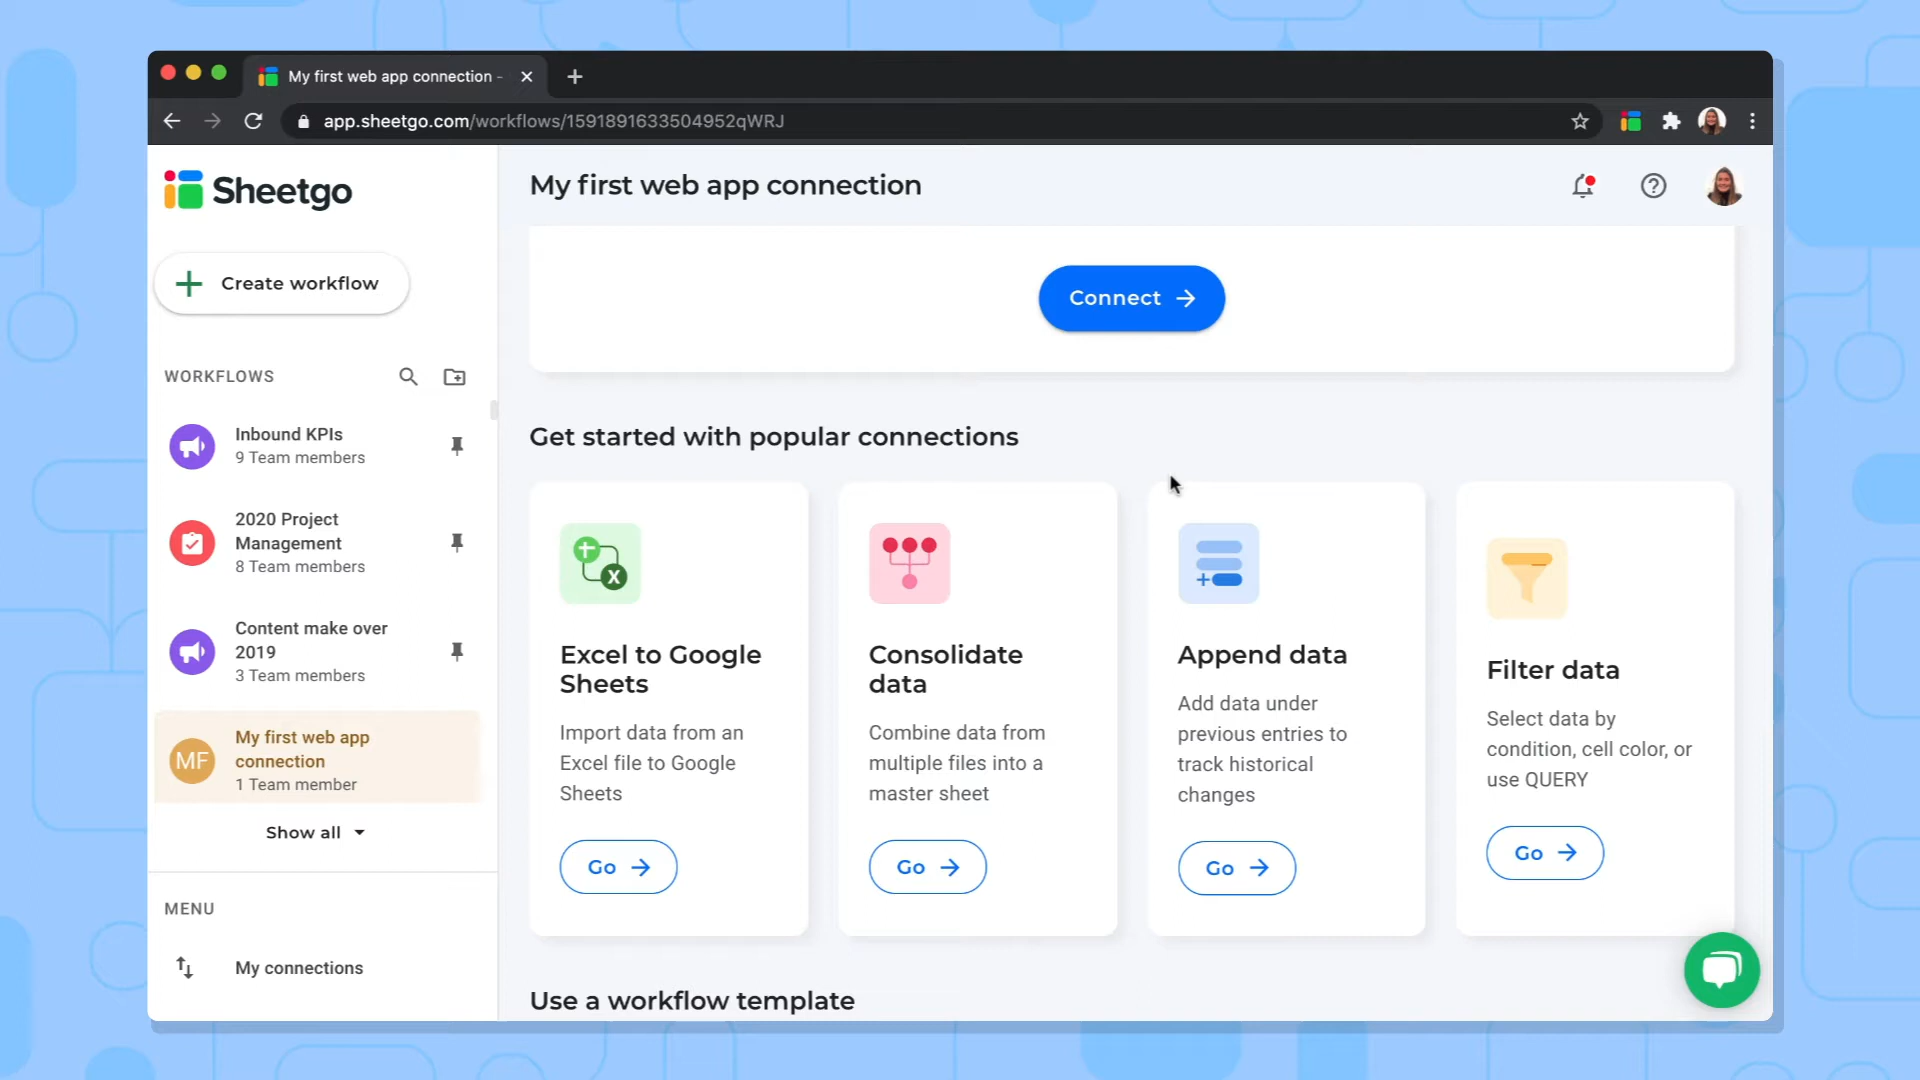 My first web app connection -
app.sheetgo.com/workflows/1591891633504952qWRJ
Sheetgo
My first web app connection
Create workflow
Connect
WORKFLOWS
Inbound KPIs
9 Team members
2020 Project
Management
8 Team members
Content make over
2019
3 Team members
MF
My first web app
connection
1 Team member
Show all
MENU
My connections
Get started with popular connections
X
Excel to Google
Sheets
Import data from an
Excel file to Google
Sheets
Go
Consolidate
data
Combine data from
multiple files into a
master sheet
Go
Append data
Add data under
previous entries to
track historical
changes
Go
Filter data
Select data by
condition, cell color, or
use QUERY
Go
Use a workflow template